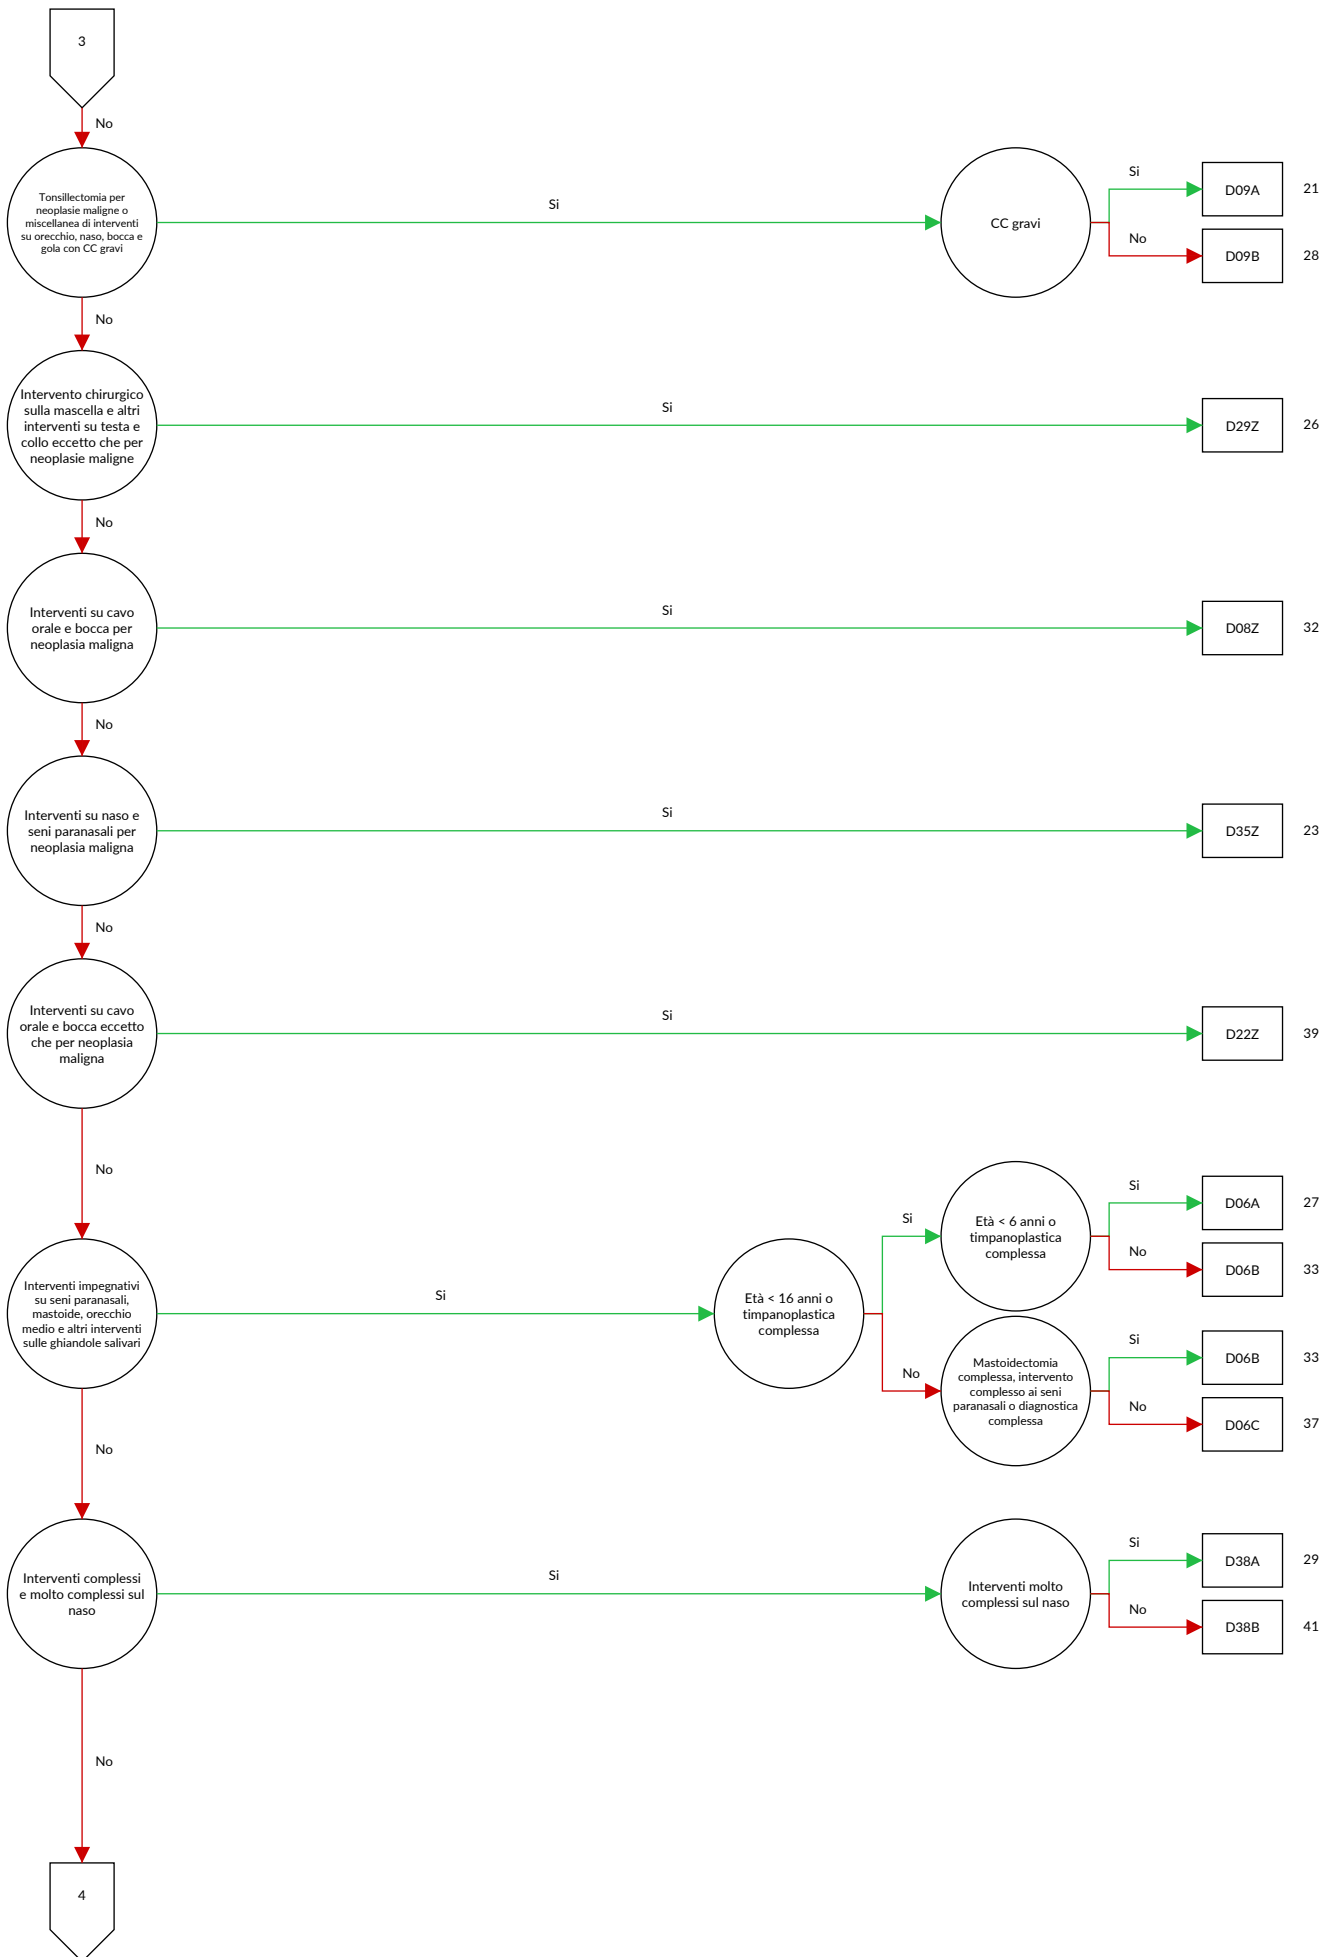 3
No
Tonsillectomia per
neoplasie maligne o
miscellanea di interventi
su orecchio, naso, bocca e
gola con CC gravi
Si
CC gravi
Si
D09A
21
No
D09B
28
No
Intervento chirurgico
sulla mascella e altri
interventi su testa e
collo eccetto che per
neoplasie maligne
Si
D29Z
26
No
Interventi su cavo
orale e bocca per
neoplasia maligna
Si
D08Z
32
No
Interventi su naso e
seni paranasali per
neoplasia maligna
Si
D35Z
23
No
Interventi su cavo
orale e bocca eccetto
che per neoplasia
maligna
Si
D22Z
39
No
Interventi impegnativi
su seni paranasali,
mastoide, orecchio
medio e altri interventi
sulle ghiandole salivari
Si
Età < 16 anni o
timpanoplastica
complessa
Si
Età < 6 anni o
timpanoplastica
complessa
Si
D06A
27
No
D06B
33
No
Mastoidectomia
complessa, intervento
complesso ai seni
paranasali o diagnostica
complessa
Si
D06B
33
No
D06C
37
No
Interventi complessi
e molto complessi sul
naso
Si
Interventi molto
complessi sul naso
Si
D38A
29
No
D38B
41
No
4